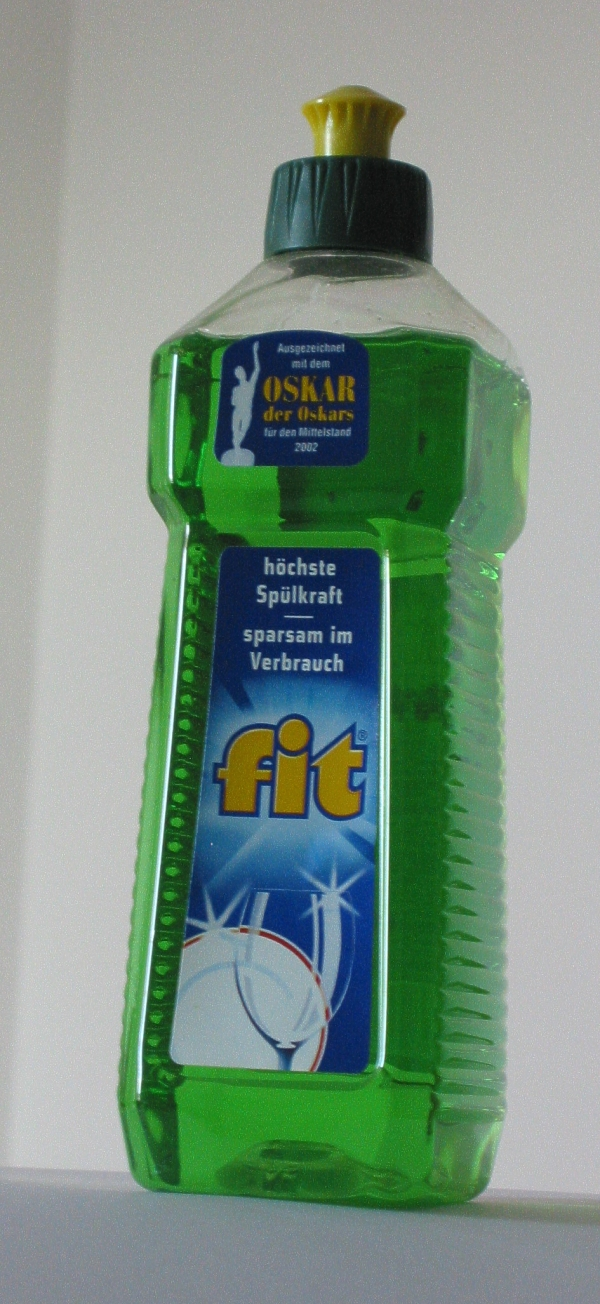 Ausgezeichnet
mit dem
OSKAR
der Oskars
für den Mittelstand
2002
höchste
Spülkraft
sparsam im
Verbrauch
fit®